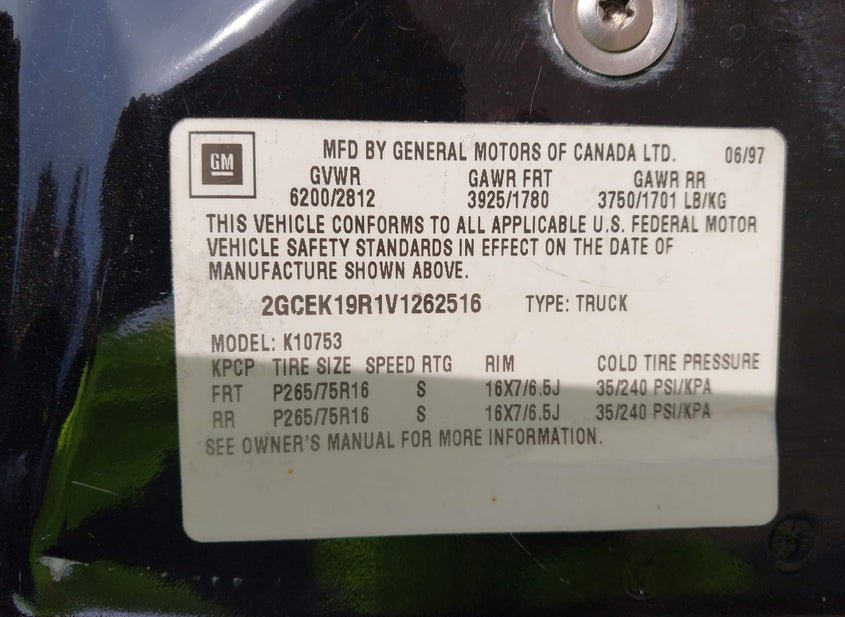 GM
MFD BY GENERAL MOTORS OF CANADA LTD. 06/97
GVWR GAWR FRT GAWR RR
6200/2812 3925/1780 3750/1701 LB/KG
THIS VEHICLE CONFORMS TO ALL APPLICABLE U.S. FEDERAL MOTOR
VEHICLE SAFETY STANDARDS IN EFFECT ON THE DATE OF
MANUFACTURE SHOWN ABOVE.
2GCEK19R1V1262516 TYPE: TRUCK
MODEL: K10753
KPCP TIRE SIZE SPEED RTG RIM COLD TIRE PRESSURE
FRT P265/75R16 S 16X7/6.5J 35/240 PSI/KPA
RR P265/75R16 S 16X7/6.5J 35/240 PSI/KPA
SEE OWNER'S MANUAL FOR MORE INFORMATION.